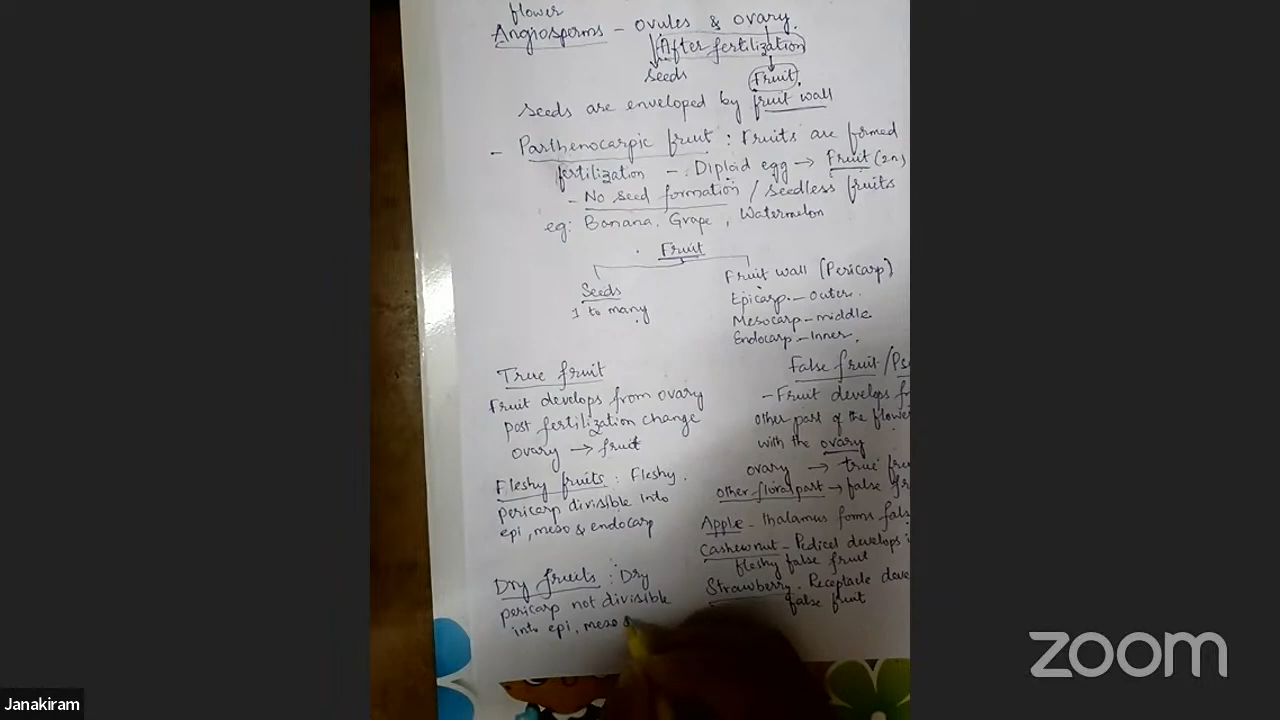 flower
Angiosperms - ovules & ovary.
After fertilization
seeds
Fruit.
seeds are enveloped by fruit wall
- Parthenocarpic fruit : Fruits are formed
fertilization - Diploid egg → Fruit (2n)
- No seed formation / seedless fruits
eg: Banana, Grape, Watermelon
Fruit
Seeds
1 to many
Fruit wall (Pericarp)
Epicarp - outer.
Mesocarp - middle
Endocarp - Inner.
True fruit
Fruit develops from ovary
post fertilization change
ovary → fruit
Fleshy fruits : Fleshy.
pericarp divisible into
epi, meso & endocarp
Dry fruits : Dry
pericarp not divisible
into epi, meso &
False fruit / Ps
- Fruit develops f
other part of the flower
with the ovary
ovary → true fru
other floral part → false fr
Apple - thalamus forms fals
Cashewnut - Pedicel develops i
fleshy false fruit
Strawberry. Receptacle deve
false fruit
zoom
Janakiram